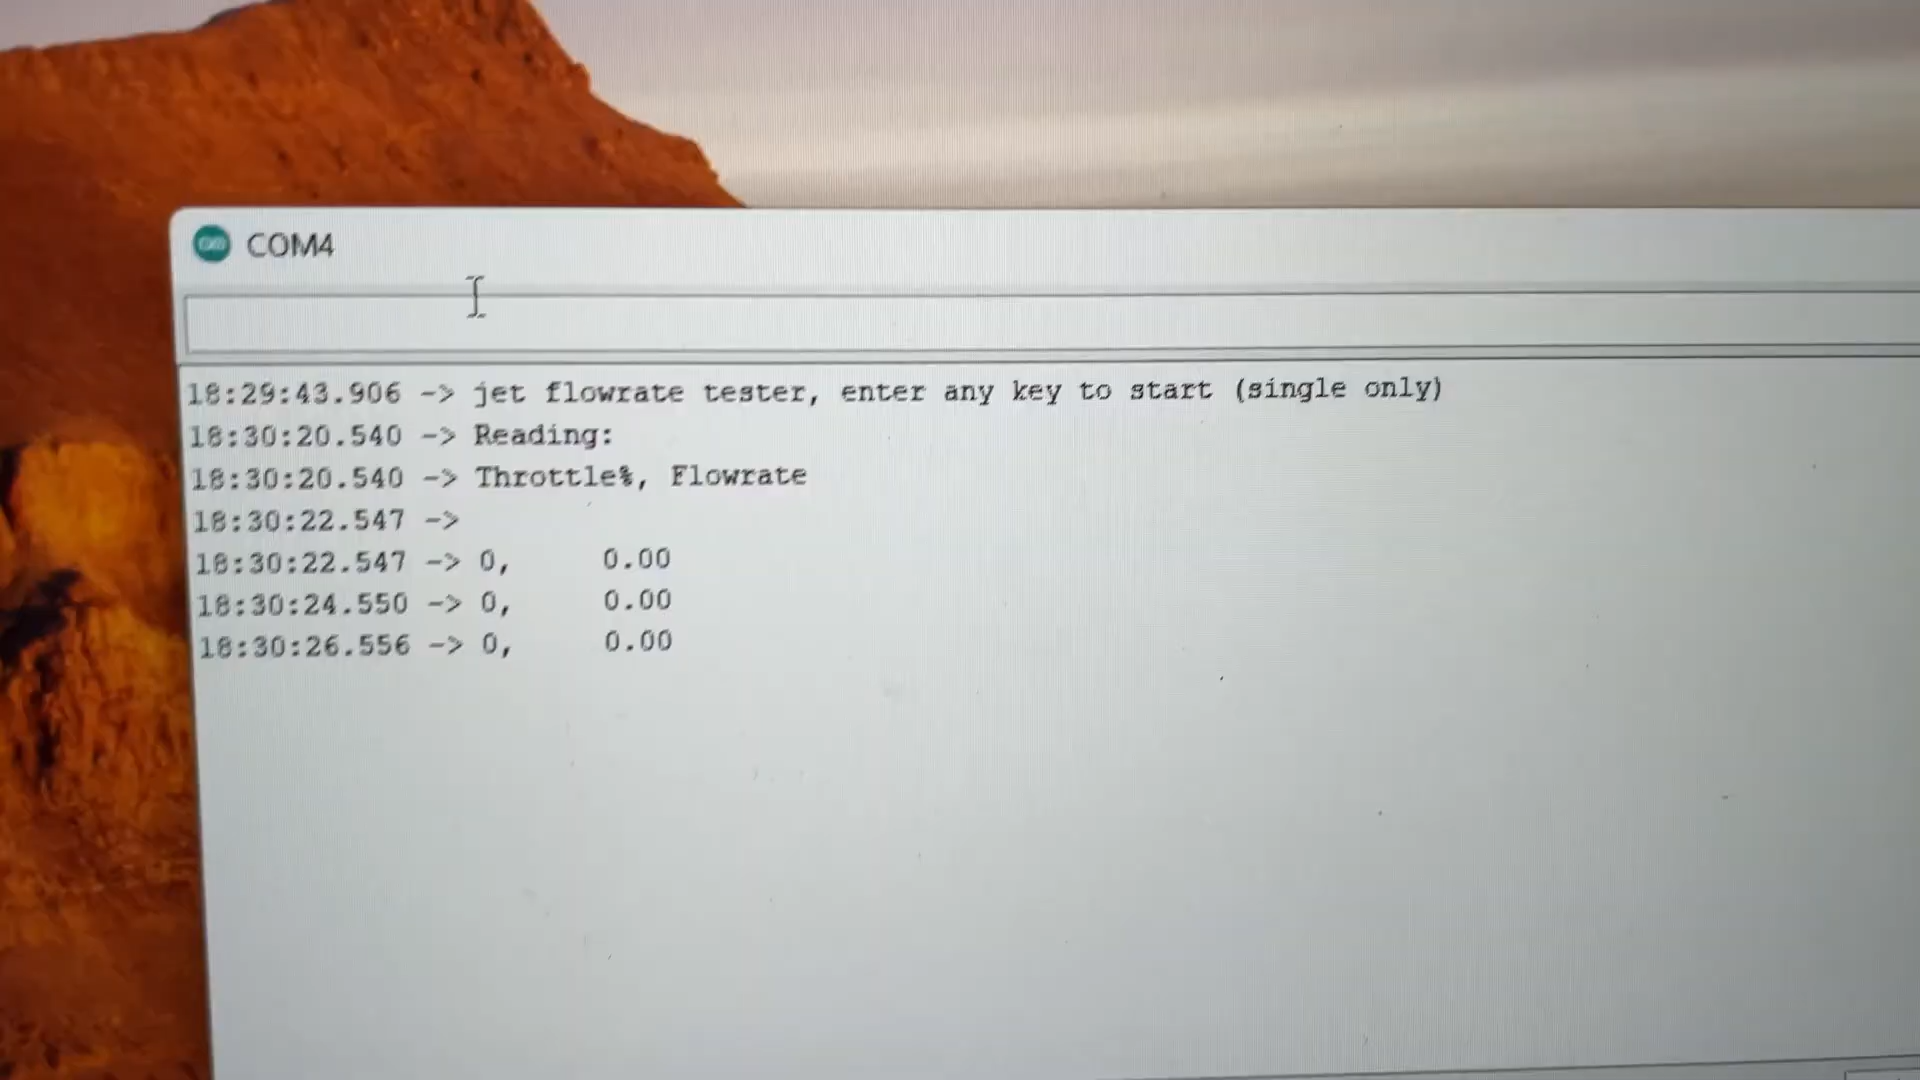 COM4
18:29:43.906 -> jet flowrate tester, enter any key to start (single only)
18:30:20.540 -> Reading:
18:30:20.540 -> Throttle%, Flowrate
18:30:22.547 ->
18:30:22.547 -> 0,     0.00
18:30:24.550 -> 0,     0.00
18:30:26.556 -> 0,     0.00